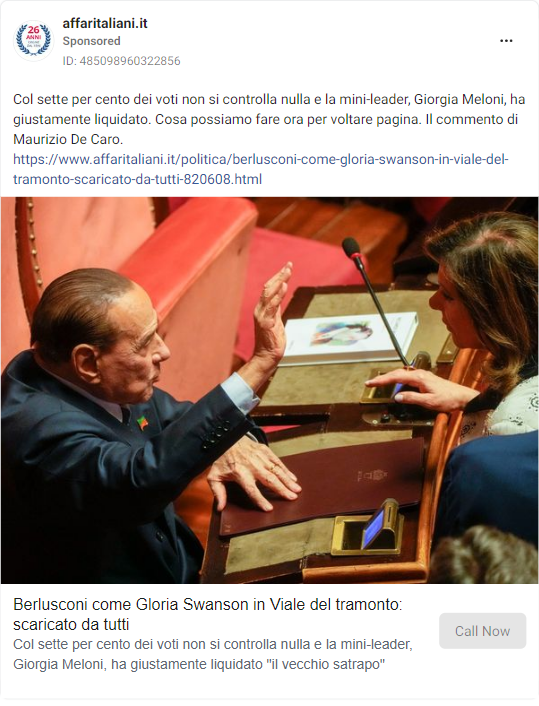 affaritaliani.it
Sponsored
ID: 485098960322856
26
ANNI
Col sette per cento dei voti non si controlla nulla e la mini-leader, Giorgia Meloni, ha
giustamente liquidato. Cosa possiamo fare ora per voltare pagina. Il commento di
Maurizio De Caro.
https://www.affaritaliani.it/politica/berlusconi-come-gloria-swanson-in-viale-del-
tramonto-scaricato-da-tutti-820608.html
Berlusconi come Gloria Swanson in Viale del tramonto:
scaricato da tutti
Col sette per cento dei voti non si controlla nulla e la mini-leader,
Giorgia Meloni, ha giustamente liquidato "il vecchio satrapo"
Call Now